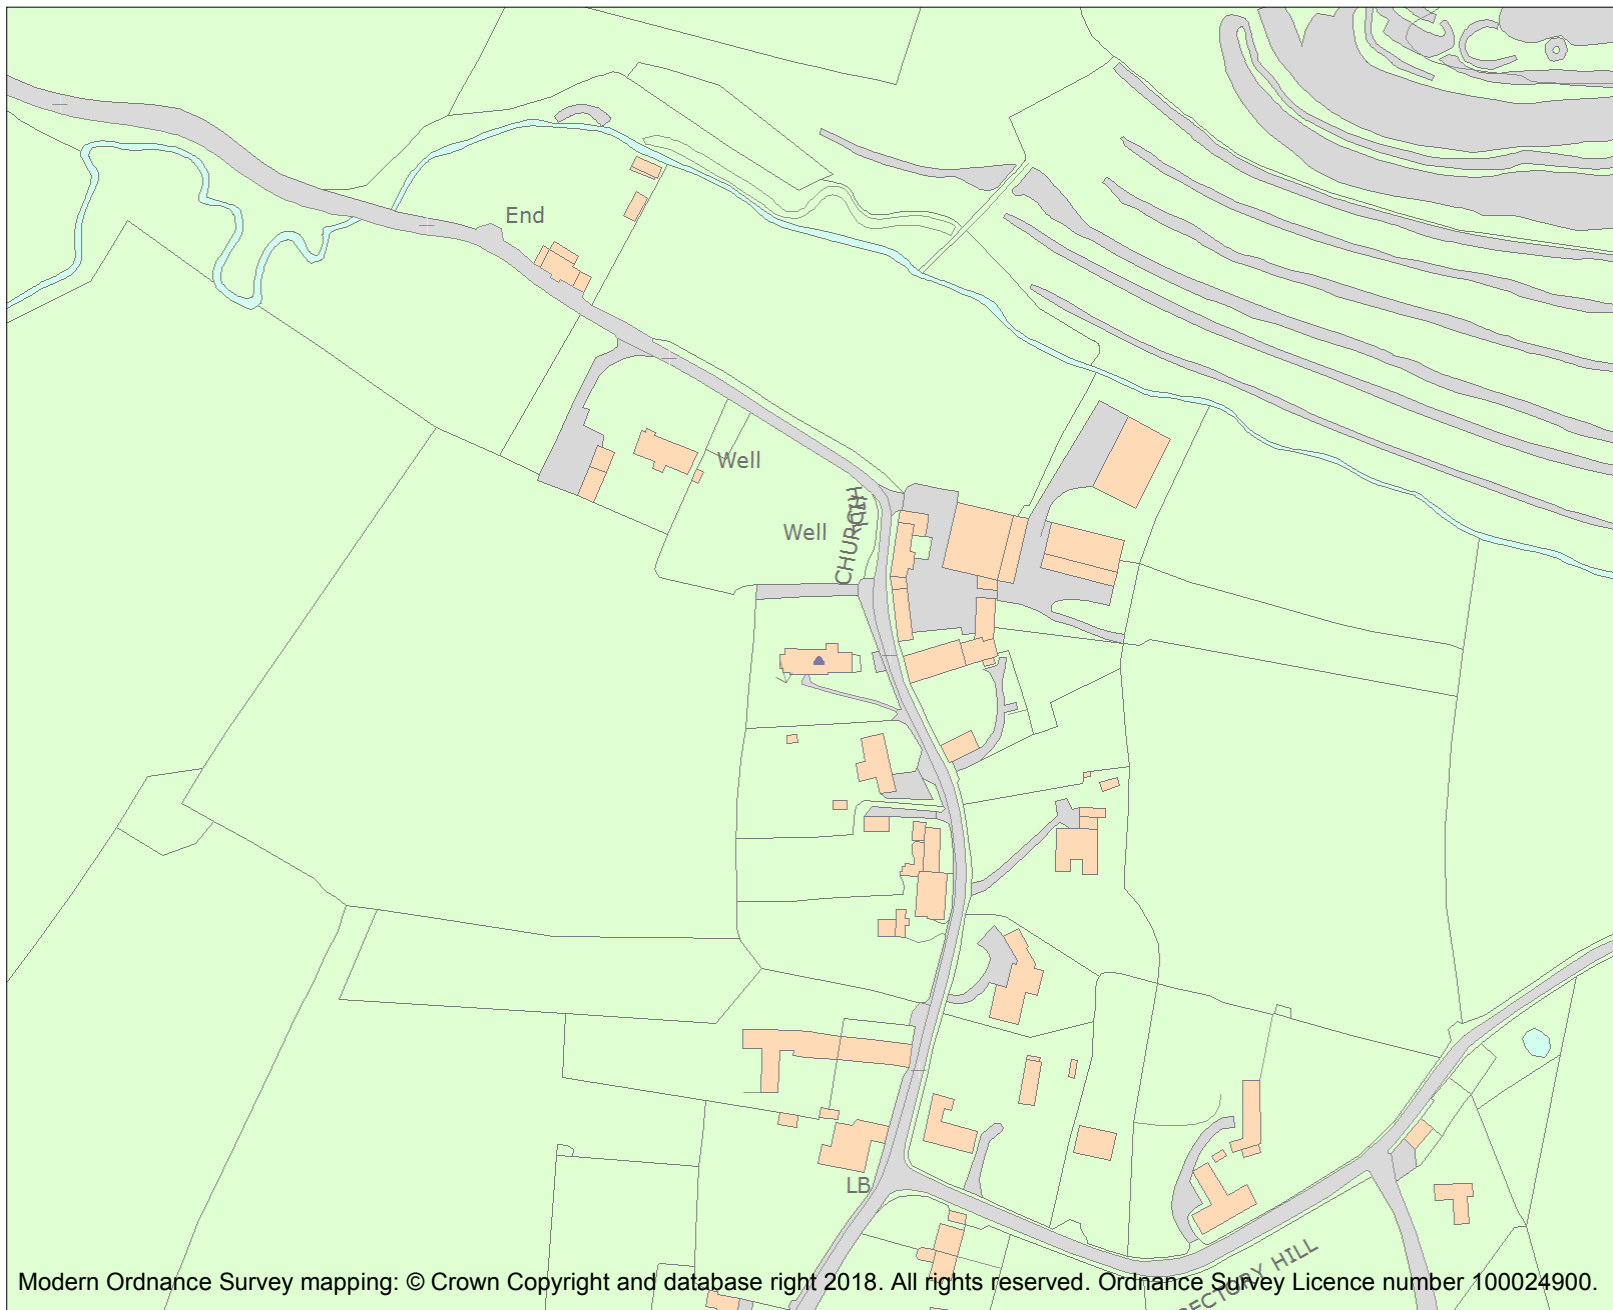 End
Well
Well
CHURCH
LB
RECTORY HILL
Modern Ordnance Survey mapping: © Crown Copyright and database right 2018. All rights reserved. Ordnance Survey Licence number 100024900.